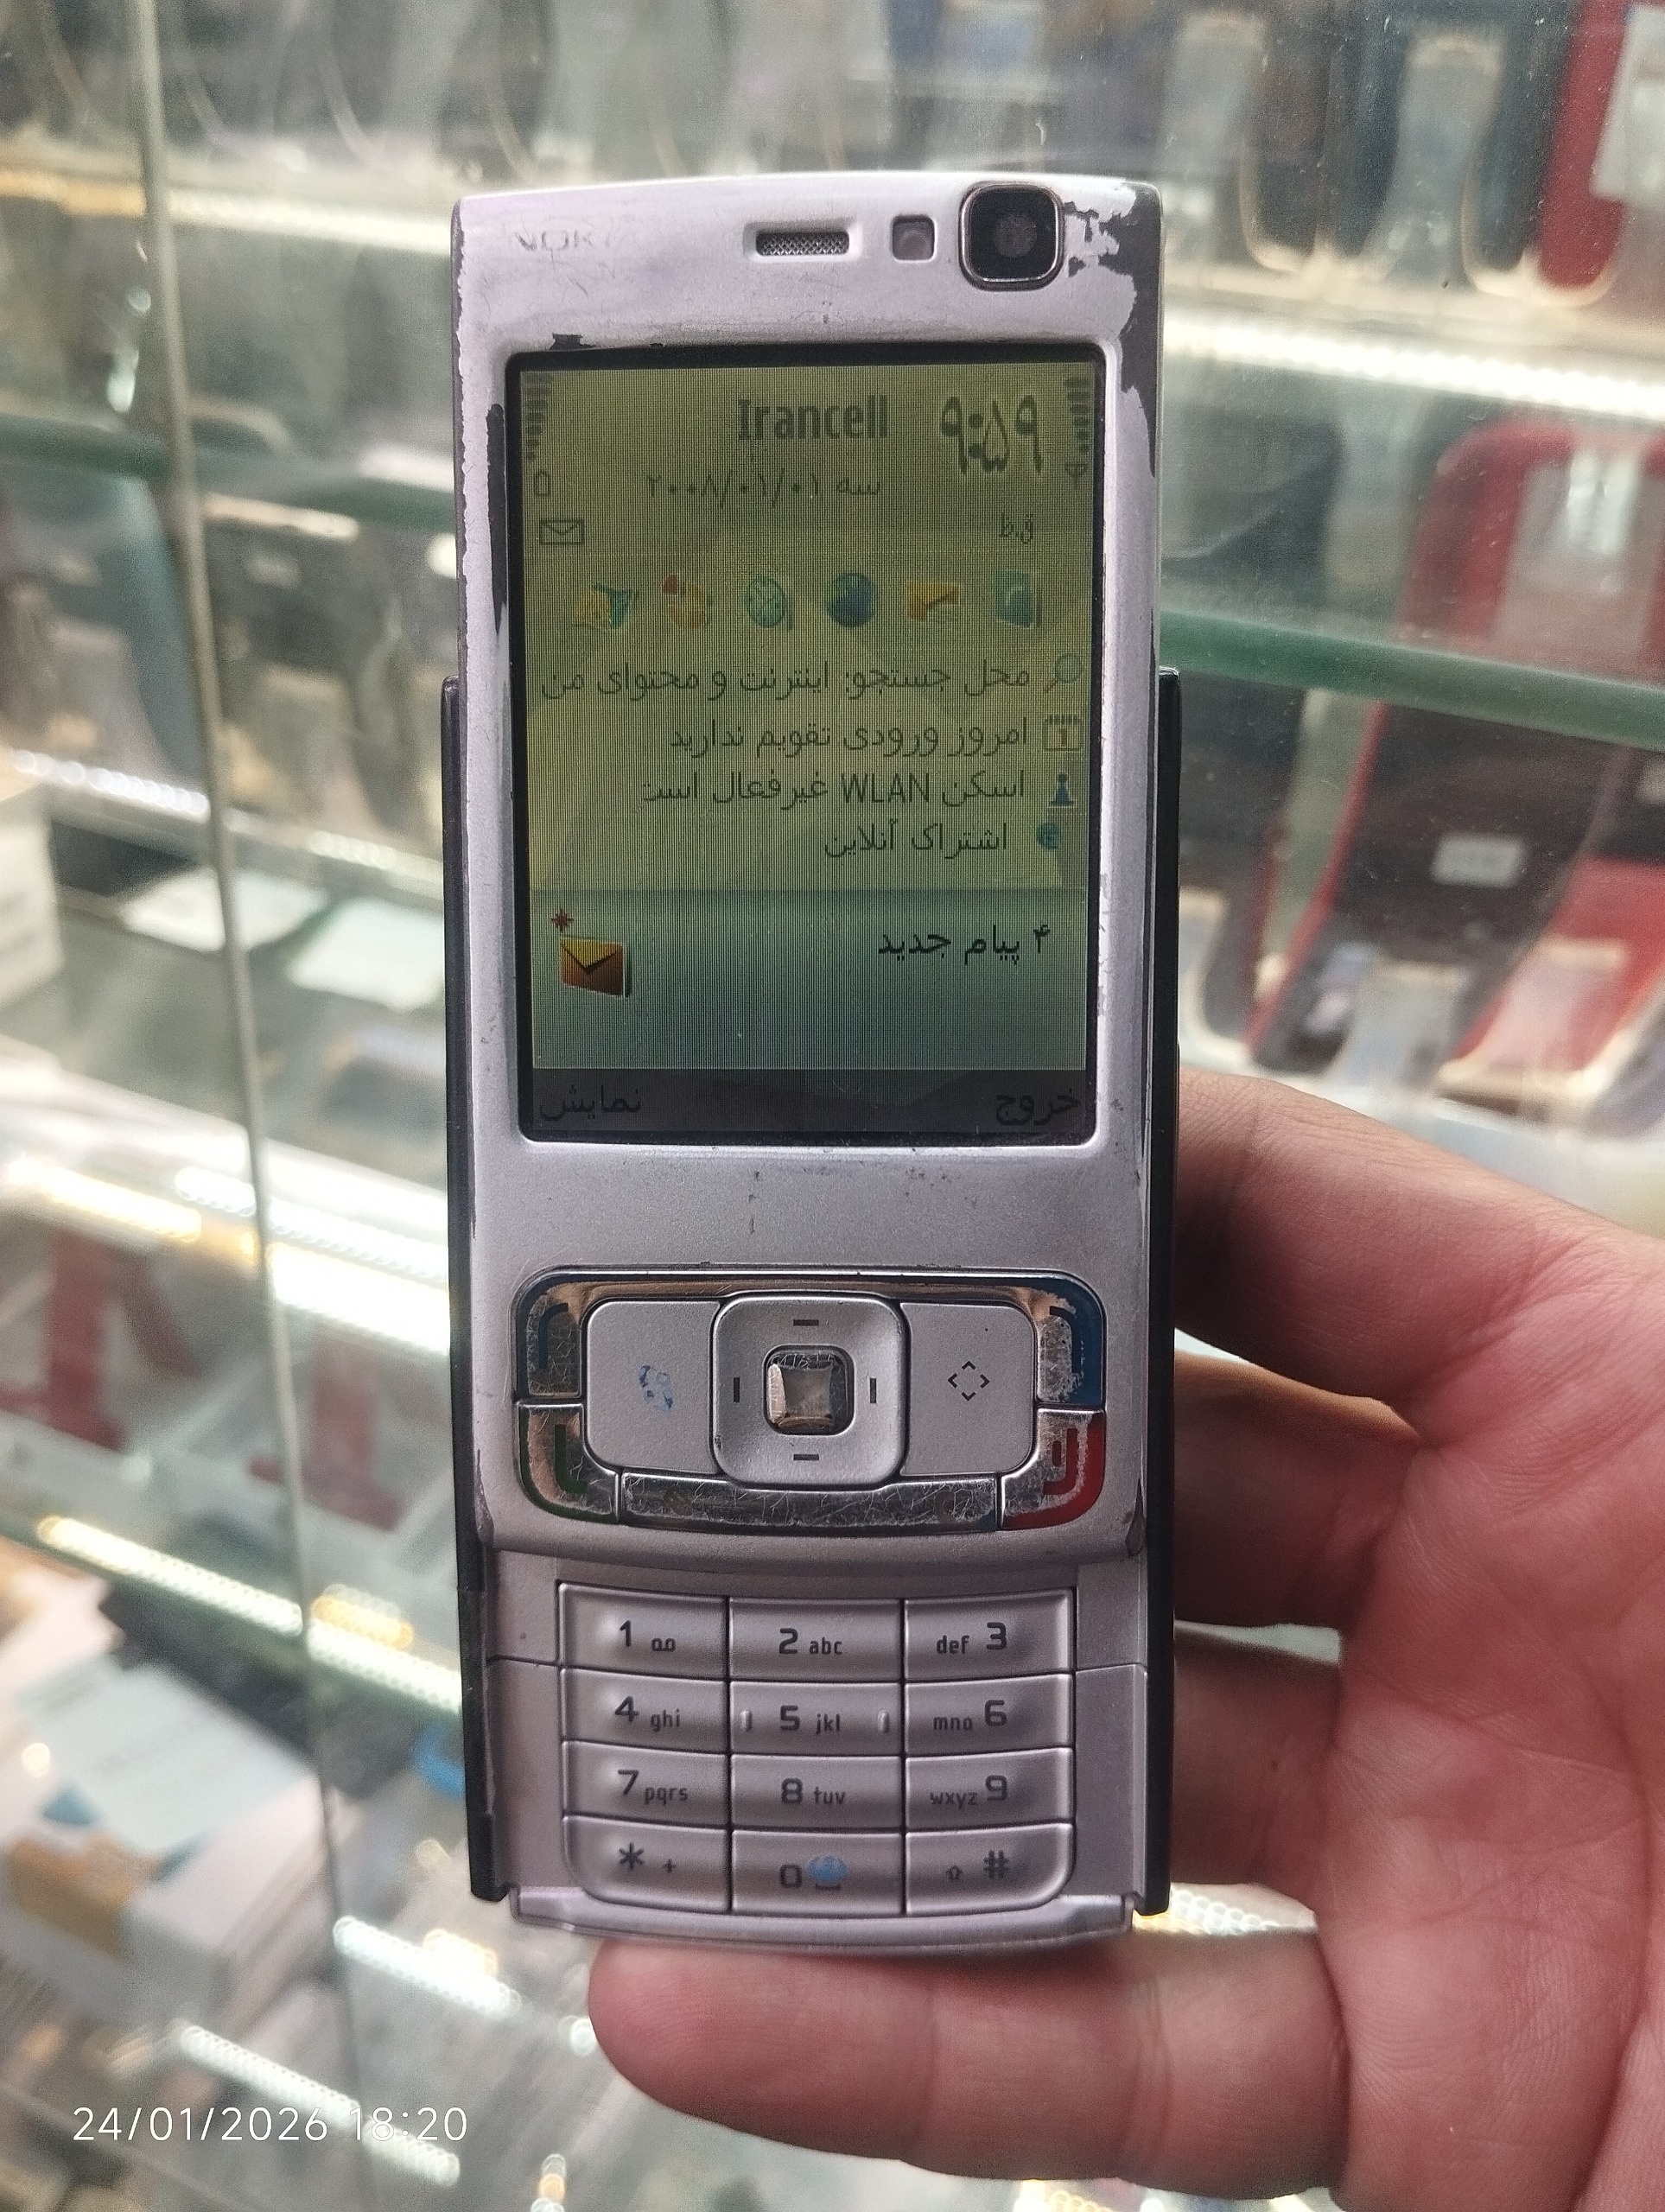 NOK
Irancell ۹:۵۹
سه ۲۰۰۸/۰۱/۰۱
ق.ظ
محل جستجو: اینترنت و محتوای من
امروز ورودی تقویم ندارید
اسکن WLAN غیرفعال است
اشتراک آنلاین
۴ پیام جدید
نمایش خروج
1 2 abc def 3
4 ghi 5 jkl mno 6
7 pqrs 8 tuv wxyz 9
* + 0 #
24/01/2026 18:20